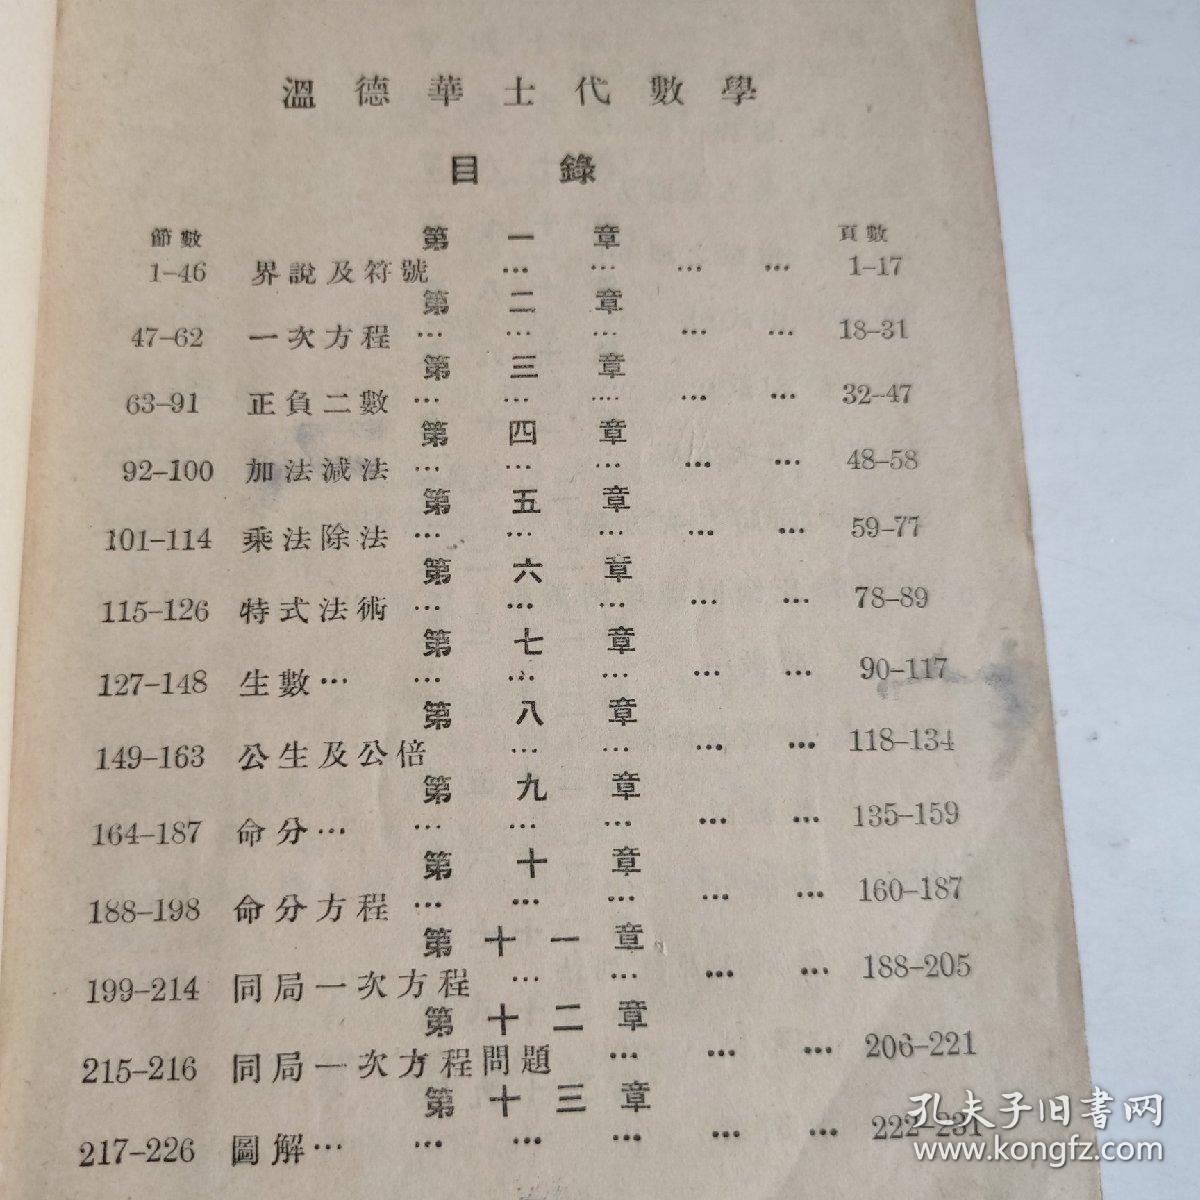 溫德華士代數學
目錄
節數 第一章 頁數
1-46 界說及符號 … … … … 1-17
第二章
47-62 一次方程 … … … … … 18-31
第三章
63-91 正負二數 … … … … … 32-47
第四章
92-100 加法減法 … … … … … 48-58
第五章
101-114 乘法除法 … … … … … 59-77
第六章
115-126 特式法術 … … … … … 78-89
第七章
127-148 生數 … … … … … … 90-117
第八章
149-163 公生及公倍 … … … … 118-134
第九章
164-187 命分 … … … … … … 135-159
第十章
188-198 命分方程 … … … … … 160-187
第十一章
199-214 同局一次方程 … … … … 188-205
第十二章
215-216 同局一次方程問題 … … … 206-221
第十三章
217-226 圖解 … … … … … … 222-231
孔夫子旧書网
www.kongfz.com